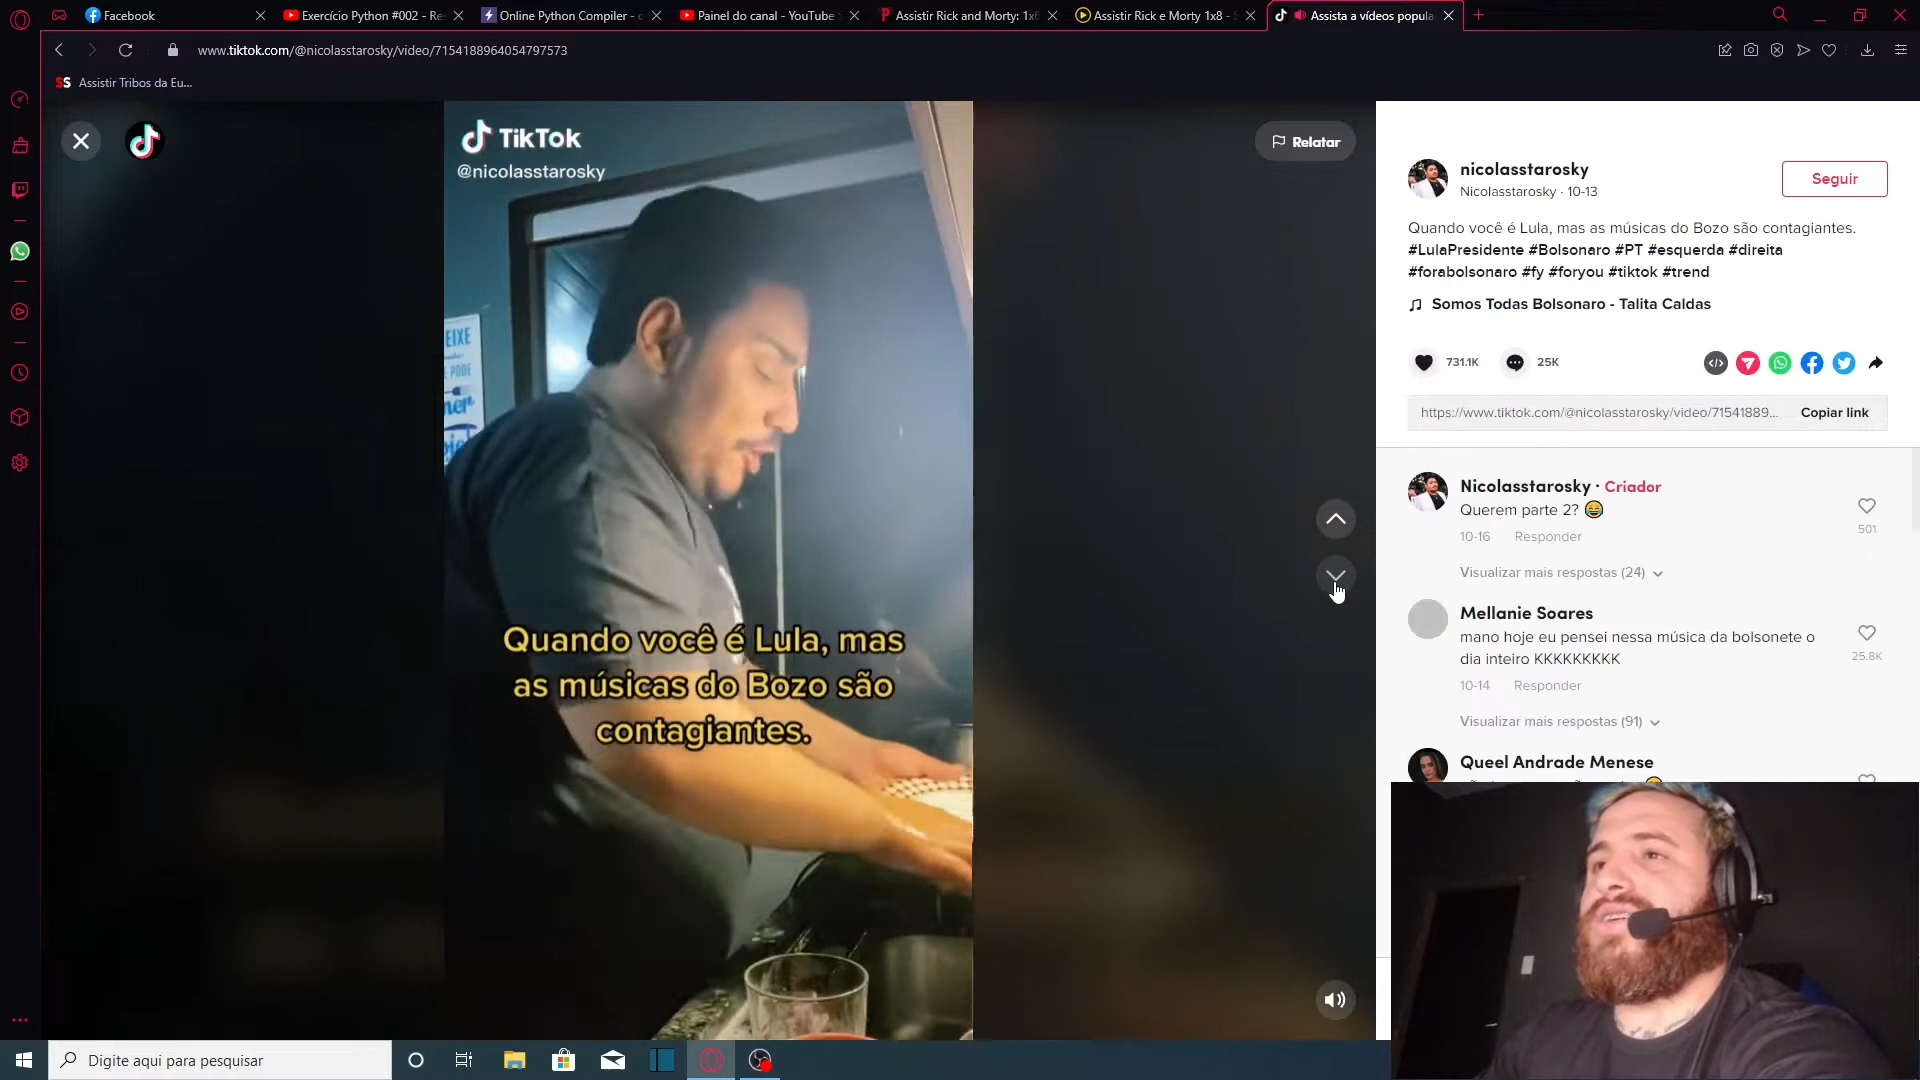 Facebook
Exercício Python #002 - Re
Online Python Compiler -
Painel do canal - YouTube
Assistir Rick and Morty: 1x6
Assistir Rick e Morty 1x8 -
Assista a vídeos popula
www.tiktok.com/@nicolasstarosky/video/7154188964054797573
SS Assistir Tribos da Eu...
TikTok
@nicolasstarosky
Relatar
EIXE
E PODE
Quando você é Lula, mas
as músicas do Bozo são
contagiantes.
nicolasstarosky
Nicolasstarosky · 10-13
Seguir
Quando você é Lula, mas as músicas do Bozo são contagiantes.
#LulaPresidente #Bolsonaro #PT #esquerda #direita
#forabolsonaro #fy #foryou #tiktok #trend
Somos Todas Bolsonaro - Talita Caldas
731.1K
25K
https://www.tiktok.com/@nicolasstarosky/video/71541889...
Copiar link
Nicolasstarosky · Criador
Querem parte 2? 😂
501
10-16 Responder
Visualizar mais respostas (24)
Mellanie Soares
mano hoje eu pensei nessa música da bolsonete o
dia inteiro KKKKKKKKK
25.8K
10-14 Responder
Visualizar mais respostas (91)
Queel Andrade Menese
Digite aqui para pesquisar